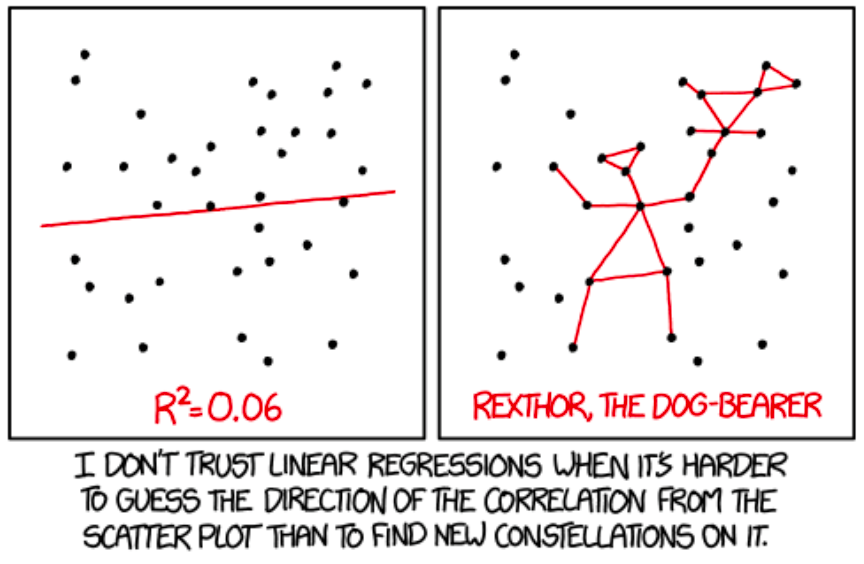 R²=0.06
REXTHOR, THE DOG-BEARER
I DON'T TRUST LINEAR REGRESSIONS WHEN IT'S HARDER
TO GUESS THE DIRECTION OF THE CORRELATION FROM THE
SCATTER PLOT THAN TO FIND NEW CONSTELLATIONS ON IT.